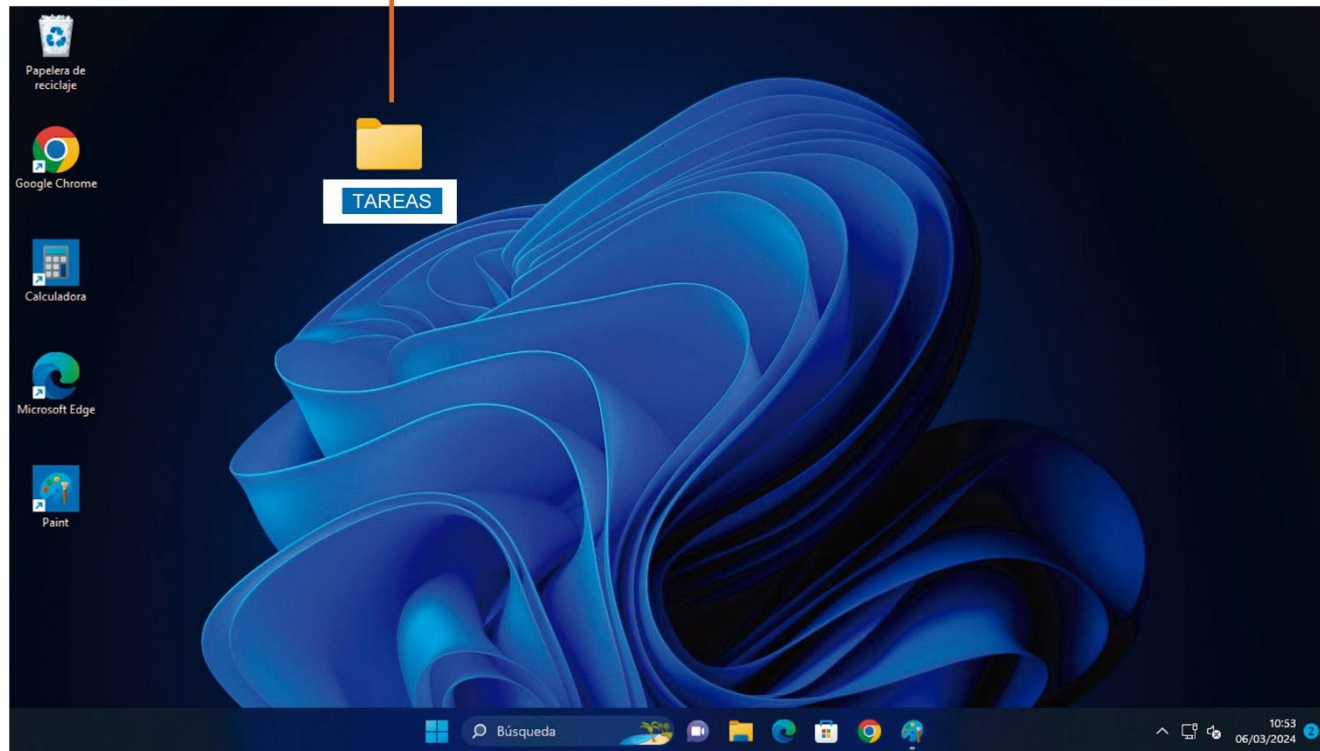 Papelera de
reciclaje
Google Chrome
TAREAS
Calculadora
Microsoft Edge
Paint
Búsqueda
10:53
06/03/2024
2